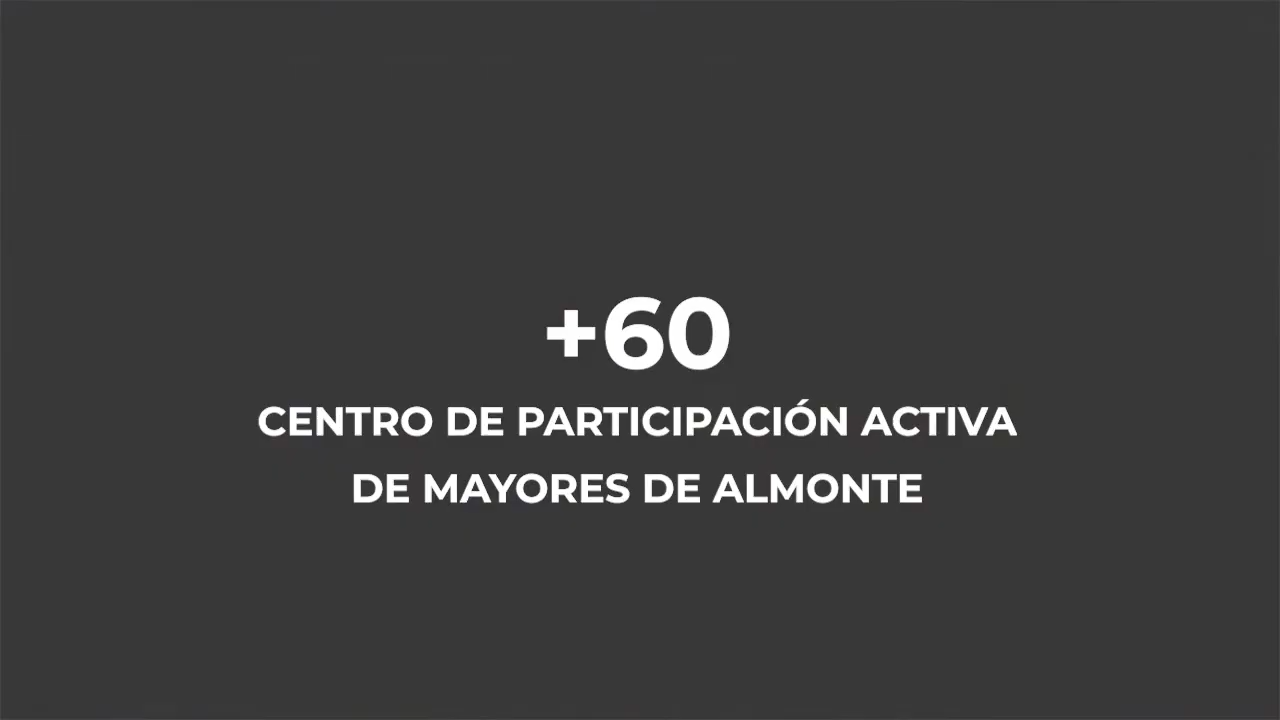 +60
CENTRO DE PARTICIPACIÓN ACTIVA
DE MAYORES DE ALMONTE